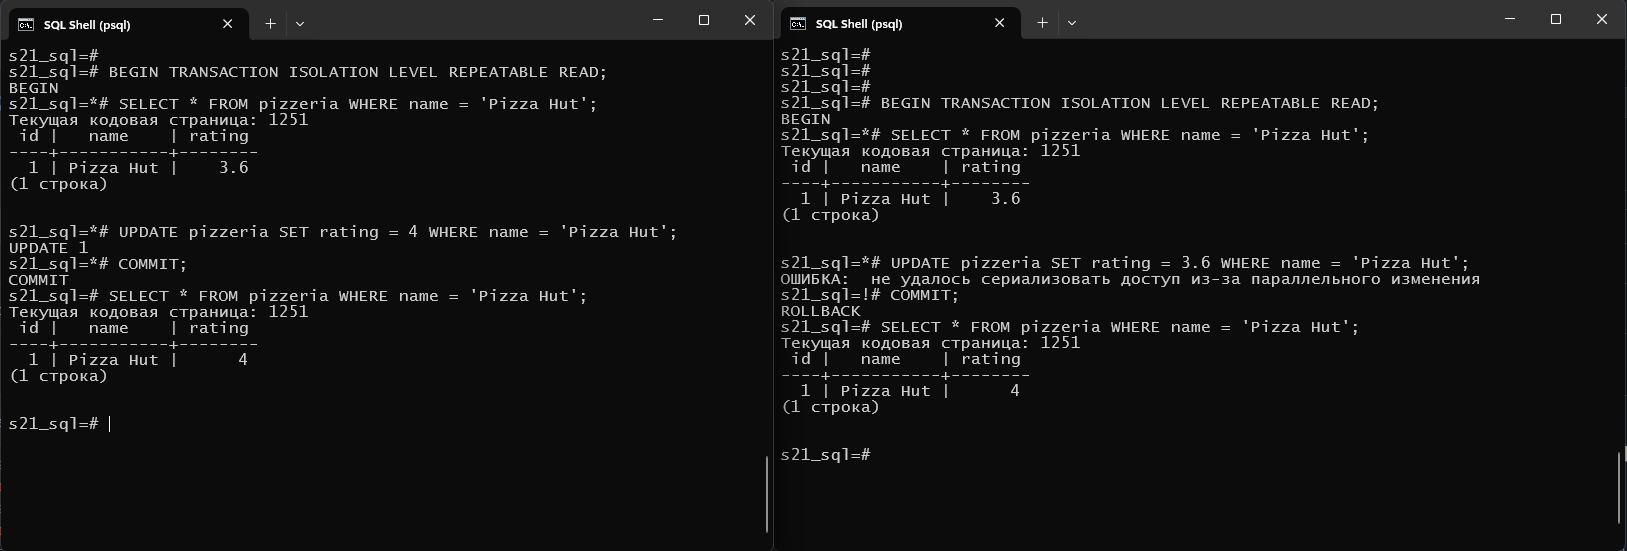 SQL Shell (psql)
s21_sql=#
s21_sql=# BEGIN TRANSACTION ISOLATION LEVEL REPEATABLE READ;
BEGIN
s21_sql=*# SELECT * FROM pizzeria WHERE name = 'Pizza Hut';
Текущая кодовая страница: 1251
 id |   name    | rating
----+-----------+--------
  1 | Pizza Hut |    3.6
(1 строка)
s21_sql=*# UPDATE pizzeria SET rating = 4 WHERE name = 'Pizza Hut';
UPDATE 1
s21_sql=*# COMMIT;
COMMIT
s21_sql=# SELECT * FROM pizzeria WHERE name = 'Pizza Hut';
Текущая кодовая страница: 1251
 id |   name    | rating
----+-----------+--------
  1 | Pizza Hut |      4
(1 строка)
s21_sql=#
SQL Shell (psql)
s21_sql=#
s21_sql=#
s21_sql=#
s21_sql=# BEGIN TRANSACTION ISOLATION LEVEL REPEATABLE READ;
BEGIN
s21_sql=*# SELECT * FROM pizzeria WHERE name = 'Pizza Hut';
Текущая кодовая страница: 1251
 id |   name    | rating
----+-----------+--------
  1 | Pizza Hut |    3.6
(1 строка)
s21_sql=*# UPDATE pizzeria SET rating = 3.6 WHERE name = 'Pizza Hut';
ОШИБКА:  не удалось сериализовать доступ из-за параллельного изменения
s21_sql=!# COMMIT;
ROLLBACK
s21_sql=# SELECT * FROM pizzeria WHERE name = 'Pizza Hut';
Текущая кодовая страница: 1251
 id |   name    | rating
----+-----------+--------
  1 | Pizza Hut |      4
(1 строка)
s21_sql=#